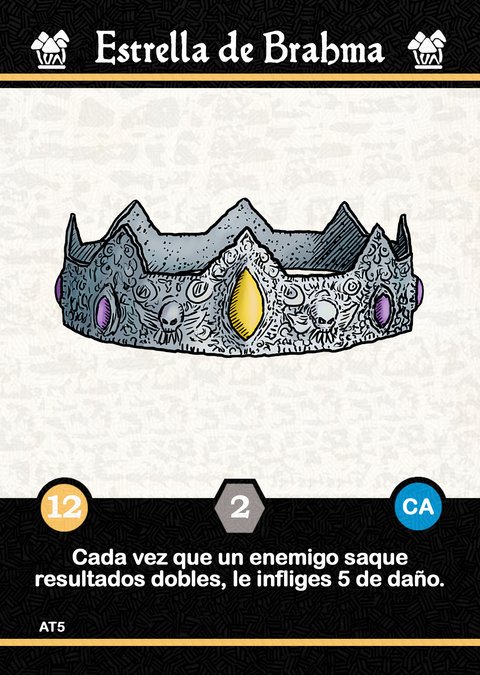 Estrella de Brahma
12
2
CA
Cada vez que un enemigo saque
resultados dobles, le infliges 5 de daño.
AT5